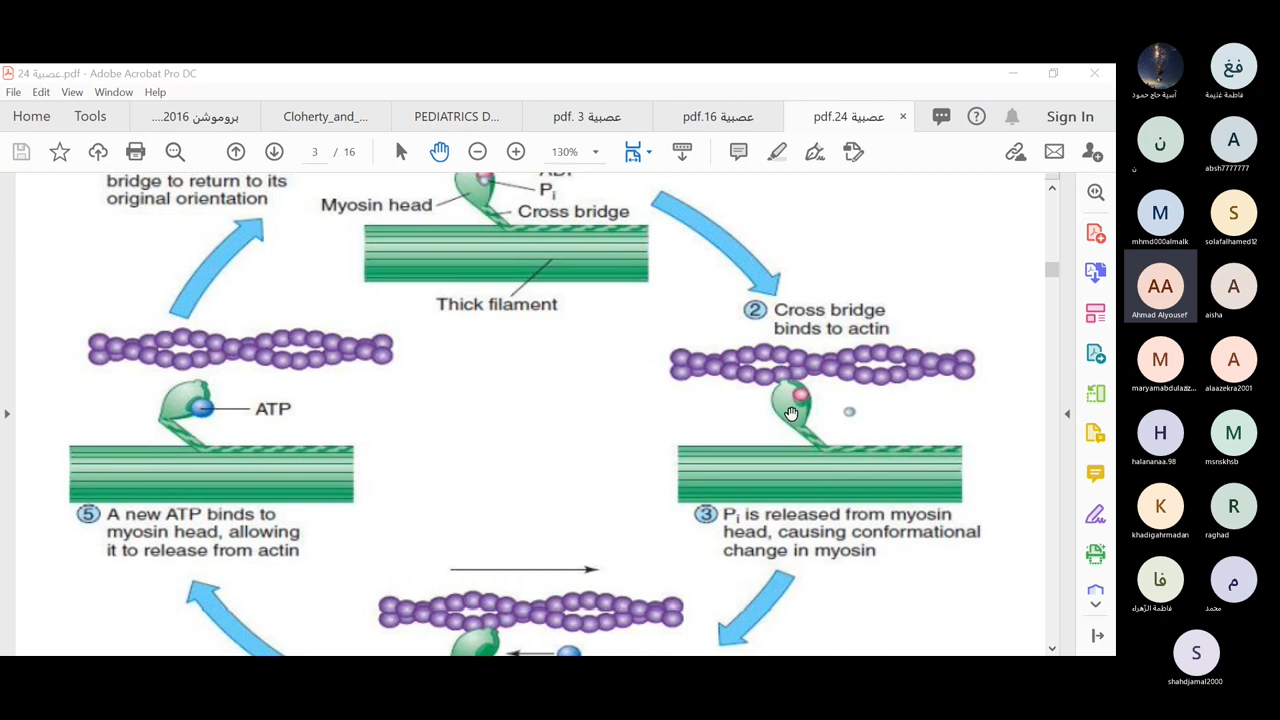 عصبية 24.pdf - Adobe Acrobat Pro DC
File Edit View Window Help
Home Tools بروموشن 2016.... Cloherty_and_... PEDIATRICS D... عصبية 3 .pdf عصبية 16.pdf عصبية 24.pdf × Sign In
3 / 16 130%
bridge to return to its
original orientation
Pi
Myosin head
Cross bridge
Thick filament
2 Cross bridge
binds to actin
ATP
5 A new ATP binds to
myosin head, allowing
it to release from actin
3 Pi is released from myosin
head, causing conformational
change in myosin
فغ
آسية حاج حمود
فاطمة غنيمة
ن A
ن absh7777777
M S
mhmd000almalk solafalhamed12
AA A
Ahmad Alyousef aisha
M A
maryamabdulaziz... alaazekra2001
H M
halananaa.98 msnskhsb
K R
khadigahrmadan raghad
فا م
فاطمة الزهراء محمد
S
shahdjamal2000